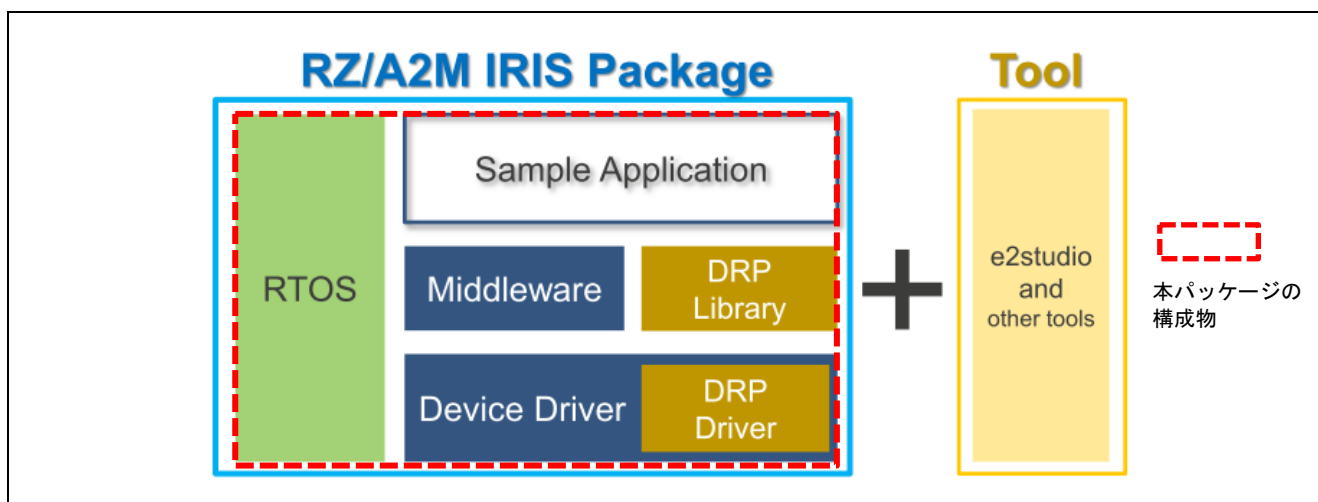 RZ/A2M IRIS Package
Tool
Sample Application
RTOS
Middleware
DRP
Library
Device Driver
DRP
Driver
+
e2studio
and
other tools
本パッケージの
構成物